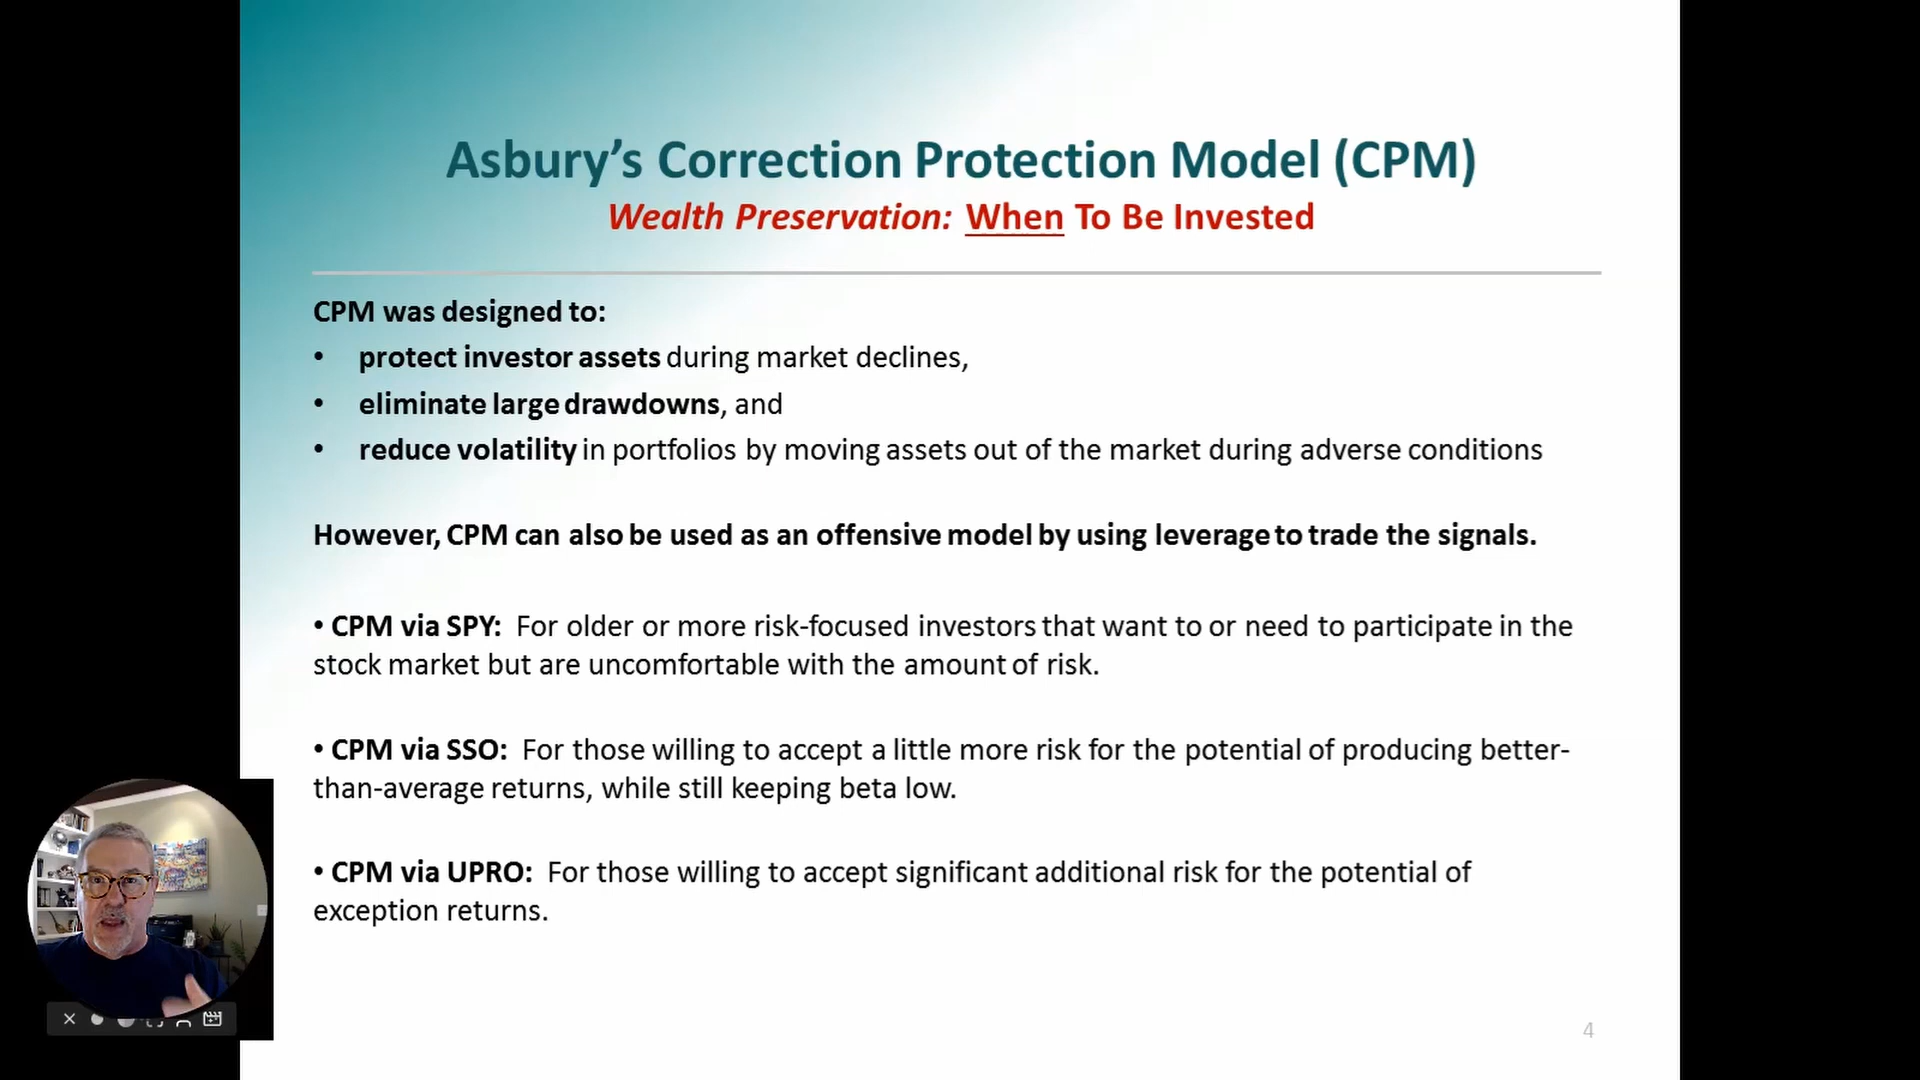 Asbury’s Correction Protection Model (CPM)
Wealth Preservation: When To Be Invested
CPM was designed to:
• protect investor assets during market declines,
• eliminate large drawdowns, and
• reduce volatility in portfolios by moving assets out of the market during adverse conditions
However, CPM can also be used as an offensive model by using leverage to trade the signals.
• CPM via SPY: For older or more risk-focused investors that want to or need to participate in the
stock market but are uncomfortable with the amount of risk.
• CPM via SSO: For those willing to accept a little more risk for the potential of producing better-
than-average returns, while still keeping beta low.
• CPM via UPRO: For those willing to accept significant additional risk for the potential of
exception returns.
4